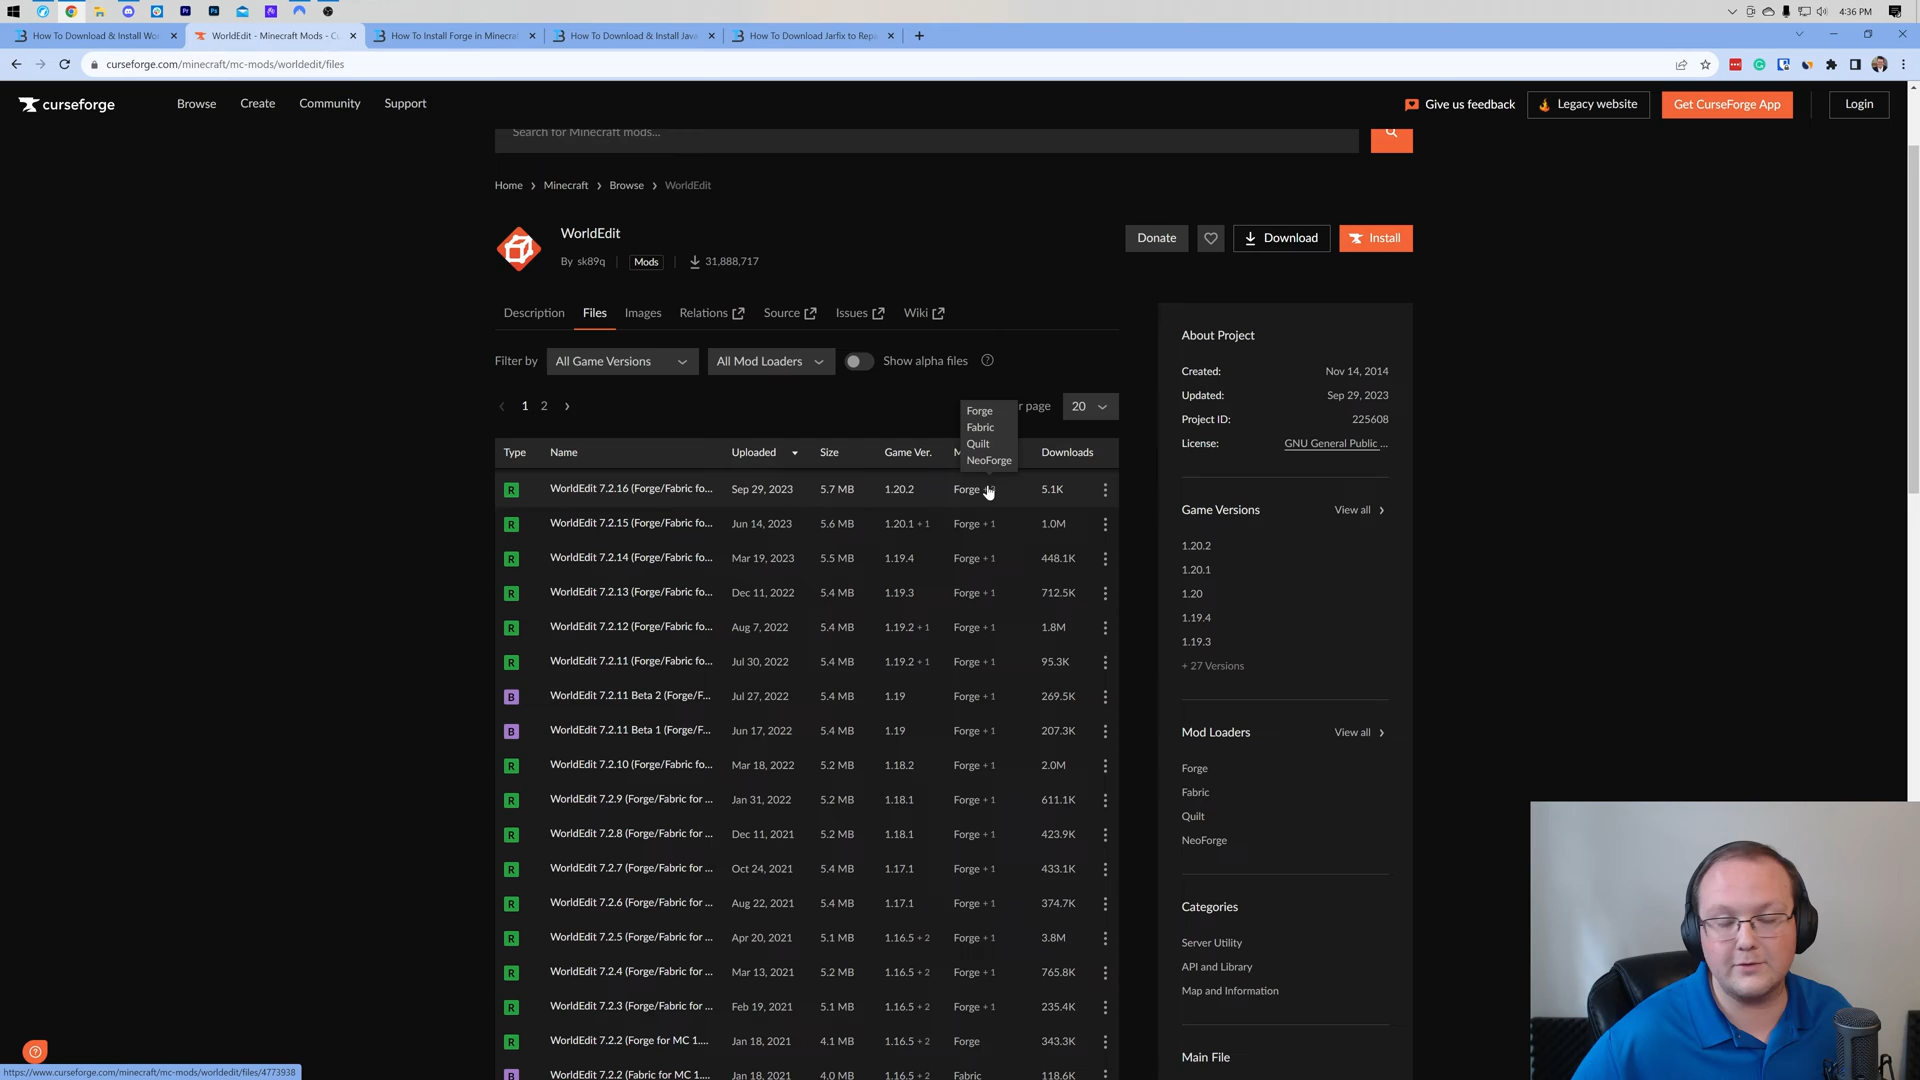 4:36 PM
How To Download & Install Wor
WorldEdit - Minecraft Mods - Cu
How To Install Forge in Minecraf
How To Download & Install Java
How To Download Jarfix to Repa
curseforge.com/minecraft/mc-mods/worldedit/files
curseforge Browse Create Community Support Give us feedback Legacy website Get CurseForge App Login
Search for Minecraft mods...
Home > Minecraft > Browse > WorldEdit
WorldEdit
Donate Download Install
By sk89q Mods 31,888,717
Description Files Images Relations Source Issues Wiki
Filter by All Game Versions All Mod Loaders Show alpha files
1 2 r page 20
Forge
Fabric
Quilt
NeoForge
Type Name Uploaded Size Game Ver. M Downloads
R WorldEdit 7.2.16 (Forge/Fabric fo... Sep 29, 2023 5.7 MB 1.20.2 Forge 5.1K
R WorldEdit 7.2.15 (Forge/Fabric fo... Jun 14, 2023 5.6 MB 1.20.1 + 1 Forge + 1 1.0M
R WorldEdit 7.2.14 (Forge/Fabric fo... Mar 19, 2023 5.5 MB 1.19.4 Forge + 1 448.1K
R WorldEdit 7.2.13 (Forge/Fabric fo... Dec 11, 2022 5.4 MB 1.19.3 Forge + 1 712.5K
R WorldEdit 7.2.12 (Forge/Fabric fo... Aug 7, 2022 5.4 MB 1.19.2 + 1 Forge + 1 1.8M
R WorldEdit 7.2.11 (Forge/Fabric fo... Jul 30, 2022 5.4 MB 1.19.2 + 1 Forge + 1 95.3K
B WorldEdit 7.2.11 Beta 2 (Forge/F... Jul 27, 2022 5.4 MB 1.19 Forge + 1 269.5K
B WorldEdit 7.2.11 Beta 1 (Forge/F... Jun 17, 2022 5.4 MB 1.19 Forge + 1 207.3K
R WorldEdit 7.2.10 (Forge/Fabric fo... Mar 18, 2022 5.2 MB 1.18.2 Forge + 1 2.0M
R WorldEdit 7.2.9 (Forge/Fabric for ... Jan 31, 2022 5.2 MB 1.18.1 Forge + 1 611.1K
R WorldEdit 7.2.8 (Forge/Fabric for ... Dec 11, 2021 5.2 MB 1.18.1 Forge + 1 423.9K
R WorldEdit 7.2.7 (Forge/Fabric for ... Oct 24, 2021 5.4 MB 1.17.1 Forge + 1 433.1K
R WorldEdit 7.2.6 (Forge/Fabric for ... Aug 22, 2021 5.4 MB 1.17.1 Forge + 1 374.7K
R WorldEdit 7.2.5 (Forge/Fabric for ... Apr 20, 2021 5.1 MB 1.16.5 + 2 Forge + 1 3.8M
R WorldEdit 7.2.4 (Forge/Fabric for ... Mar 13, 2021 5.2 MB 1.16.5 + 2 Forge + 1 765.8K
R WorldEdit 7.2.3 (Forge/Fabric for ... Feb 19, 2021 5.1 MB 1.16.5 + 2 Forge + 1 235.4K
R WorldEdit 7.2.2 (Forge for MC 1.... Jan 18, 2021 4.1 MB 1.16.5 + 2 Forge 343.3K
B WorldEdit 7.2.2 (Fabric for MC 1.... Jan 18, 2021 4.0 MB 1.16.5 + 2 Fabric 118.6K
About Project
Created: Nov 14, 2014
Updated: Sep 29, 2023
Project ID: 225608
License: GNU General Public ...
Game Versions View all
1.20.2
1.20.1
1.20
1.19.4
1.19.3
+ 27 Versions
Mod Loaders View all
Forge
Fabric
Quilt
NeoForge
Categories
Server Utility
API and Library
Map and Information
Main File
https://www.curseforge.com/minecraft/mc-mods/worldedit/files/4773938